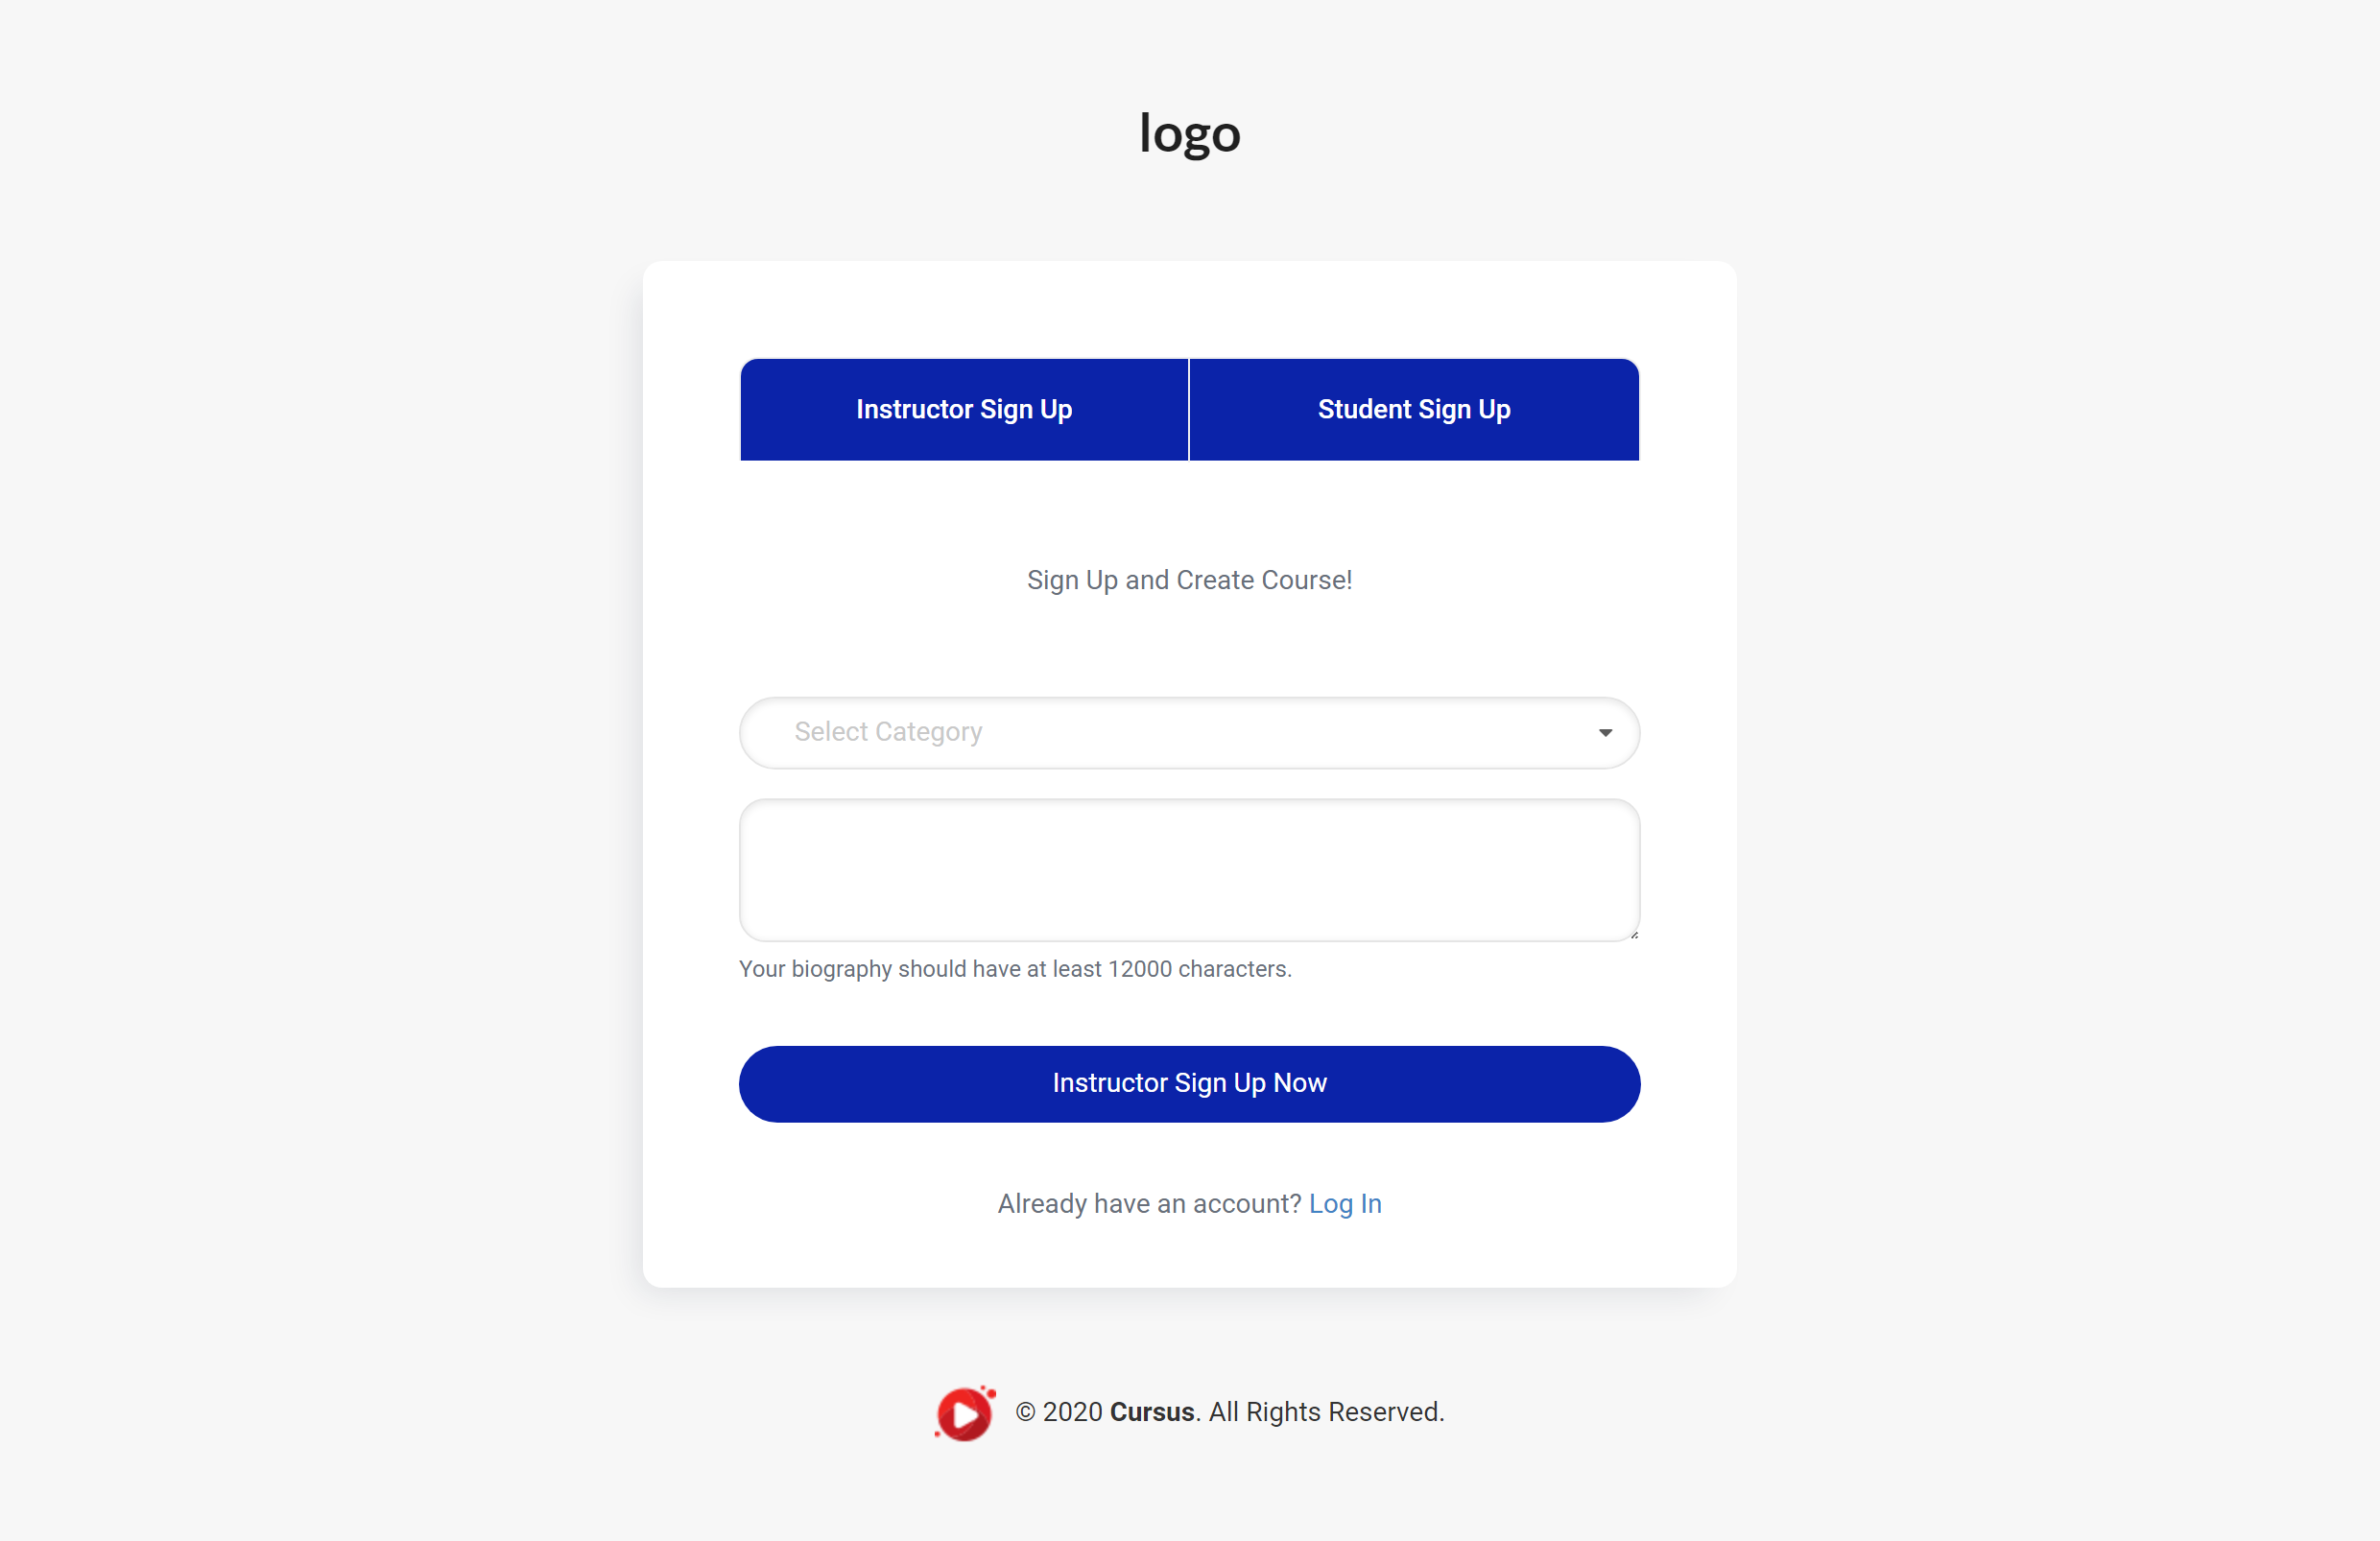 logo
Instructor Sign Up
Student Sign Up
Sign Up and Create Course!
Select Category
Your biography should have at least 12000 characters.
Instructor Sign Up Now
Already have an account? Log In
© 2020 Cursus. All Rights Reserved.